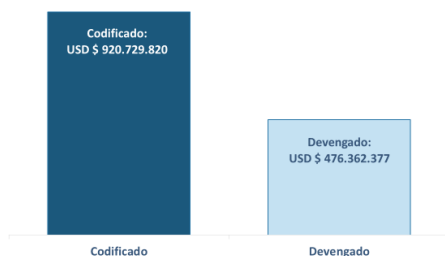 Codificado:
USD $ 920.729.820
Devengado:
USD $ 476.362.377
Codificado
Devengado